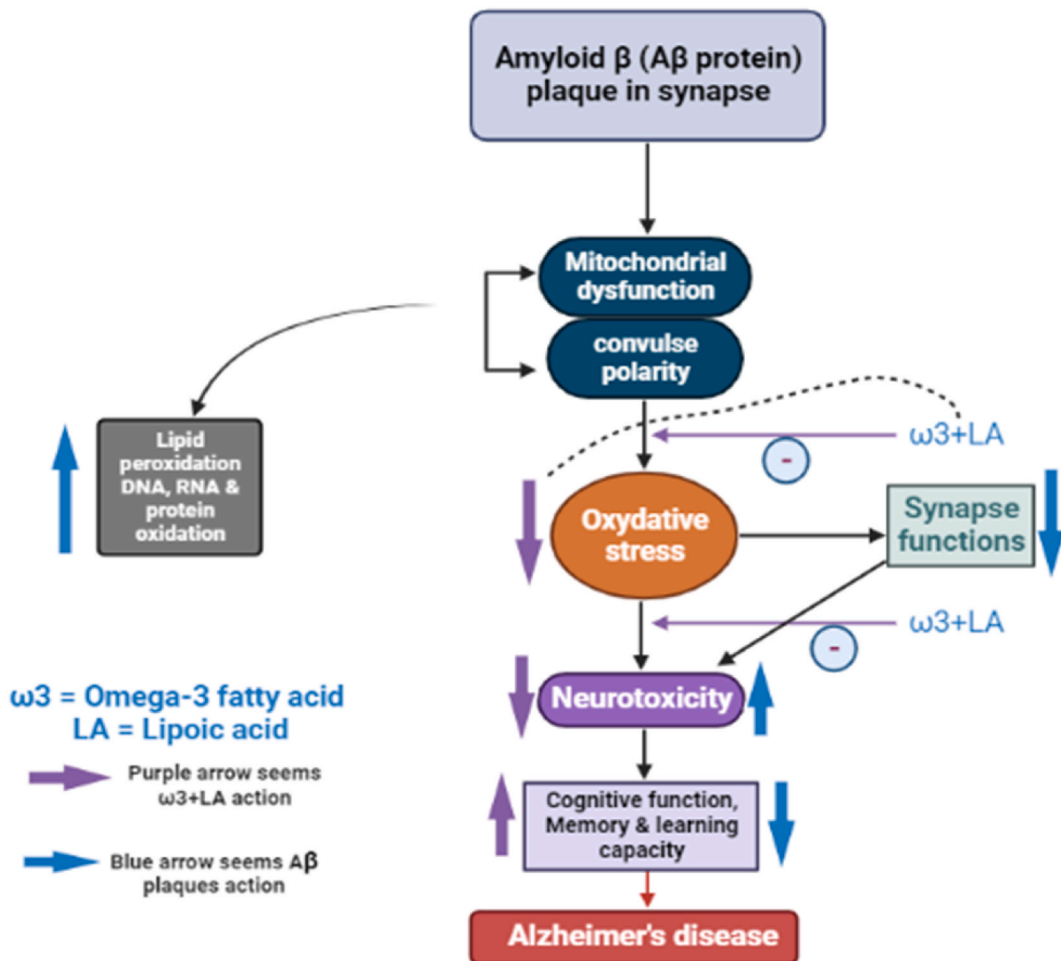 Amyloid β (Aβ protein)
plaque in synapse
Mitochondrial
dysfunction
convulse
polarity
Lipid
peroxidation
DNA, RNA &
protein
oxidation
ω3+LA
-
Oxydative
stress
Synapse
functions
ω3+LA
-
Neurotoxicity
ω3 = Omega-3 fatty acid
LA = Lipoic acid
Purple arrow seems
ω3+LA action
Blue arrow seems Aβ
plaques action
Cognitive function,
Memory & learning
capacity
Alzheimer's disease